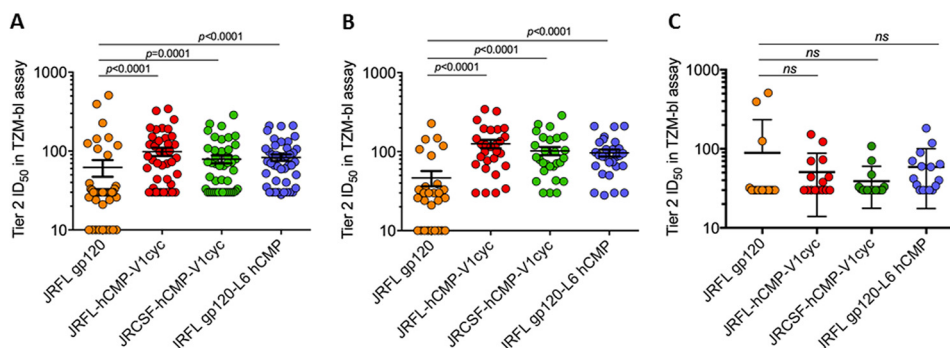 A
p<0.0001
p=0.0001
p<0.0001
Tier 2 ID50 in TZM-bl assay
1000
100
10
JRFL gp120
JRFL-hCMP-V1cyc
JRCSF-hCMP-V1cyc
JRFL gp120-L6 hCMP
B
p<0.0001
p<0.0001
p<0.0001
Tier 2 ID50 in TZM-bl assay
1000
100
10
JRFL gp120
JRFL-hCMP-V1cyc
JRCSF-hCMP-V1cyc
JRFL gp120-L6 hCMP
C
ns
ns
ns
Tier 2 ID50 in TZM-bl assay
1000
100
10
JRFL gp120
JRFL-hCMP-V1cyc
JRCSF-hCMP-V1cyc
IRFL gp120-L6 hCMP